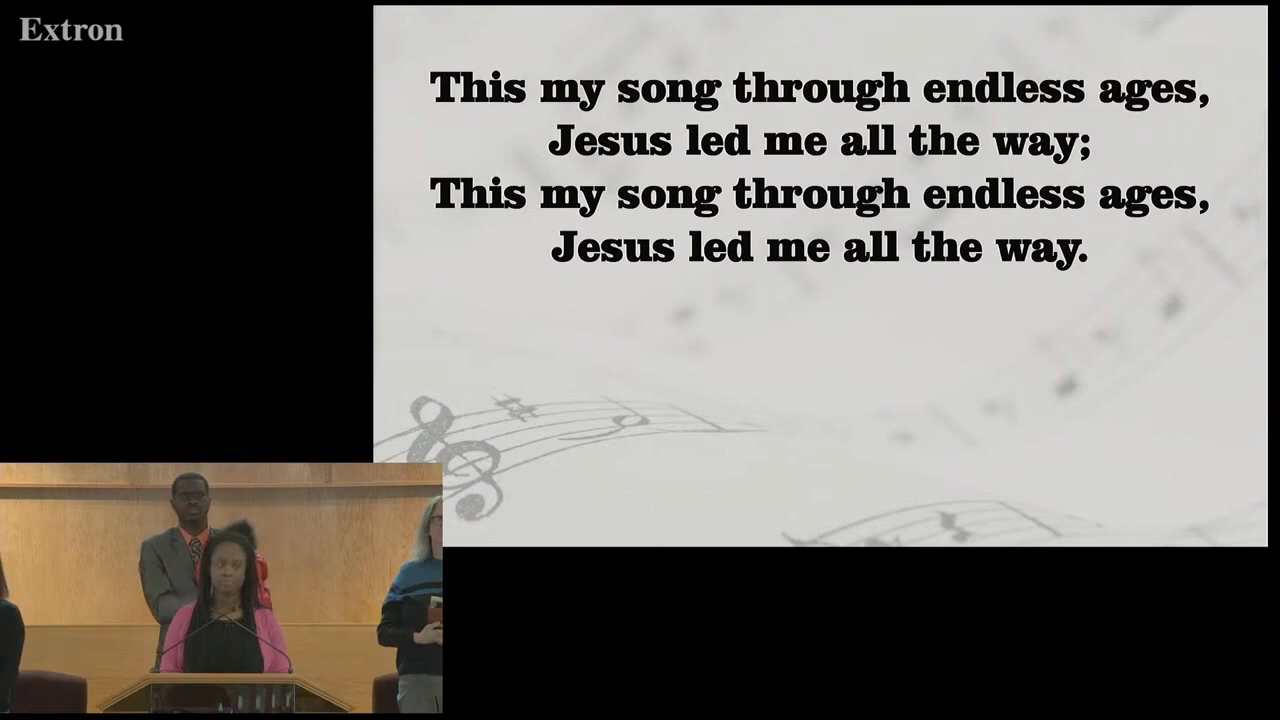 Extron
This my song through endless ages,
Jesus led me all the way;
This my song through endless ages,
Jesus led me all the way.